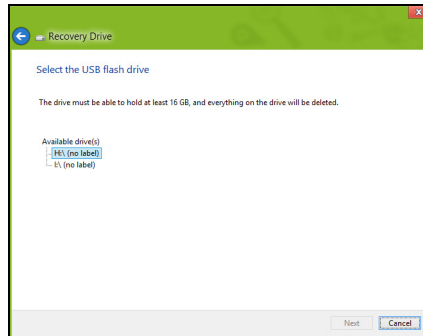 Recovery Drive
Select the USB flash drive
The drive must be able to hold at least 16 GB, and everything on the drive will be deleted.
Available drive(s)
H:\ (no label)
I:\ (no label)
Next
Cancel